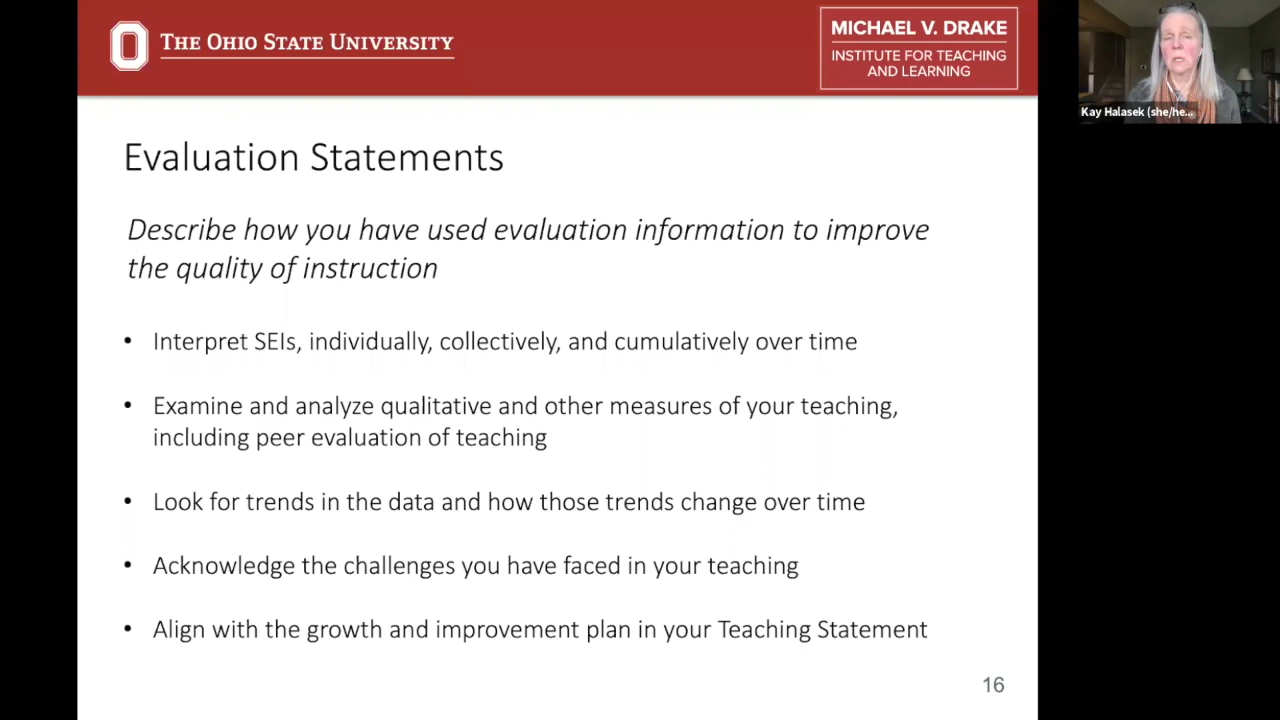 THE OHIO STATE UNIVERSITY
MICHAEL V. DRAKE
INSTITUTE FOR TEACHING
AND LEARNING
Kay Halasek (she/he...
Evaluation Statements
Describe how you have used evaluation information to improve
the quality of instruction
• Interpret SEIs, individually, collectively, and cumulatively over time
• Examine and analyze qualitative and other measures of your teaching,
including peer evaluation of teaching
• Look for trends in the data and how those trends change over time
• Acknowledge the challenges you have faced in your teaching
• Align with the growth and improvement plan in your Teaching Statement
16